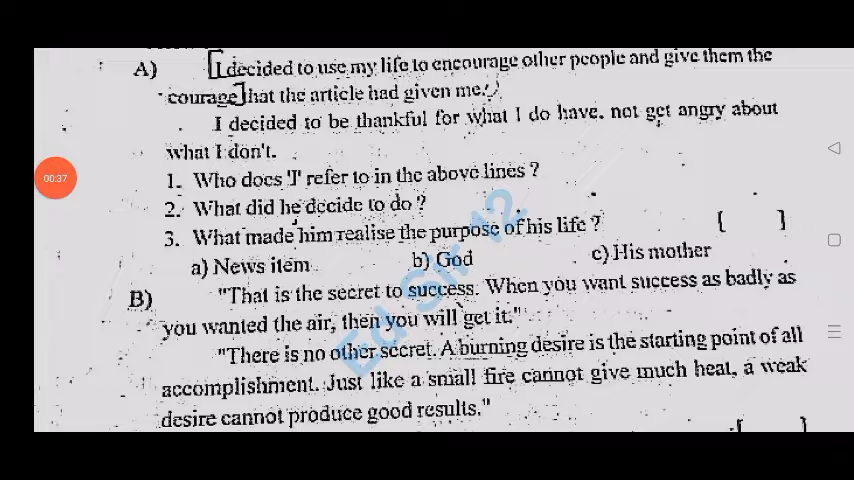 A) I decided to use my life to encourage other people and give them the
courage that the article had given me.
I decided to be thankful for what I do have, not get angry about
what I don't.
1. Who does 'I' refer to in the above lines ?
2. What did he decide to do ?
3. What made him realise the purpose of his life ? [ ]
a) News item b) God c) His mother
B) "That is the secret to success. When you want success as badly as
you wanted the air, then you will get it."
"There is no other secret. A burning desire is the starting point of all
accomplishment. Just like a small fire cannot give much heat, a weak
desire cannot produce good results."
[ ]
00:37
Ed Sir 12